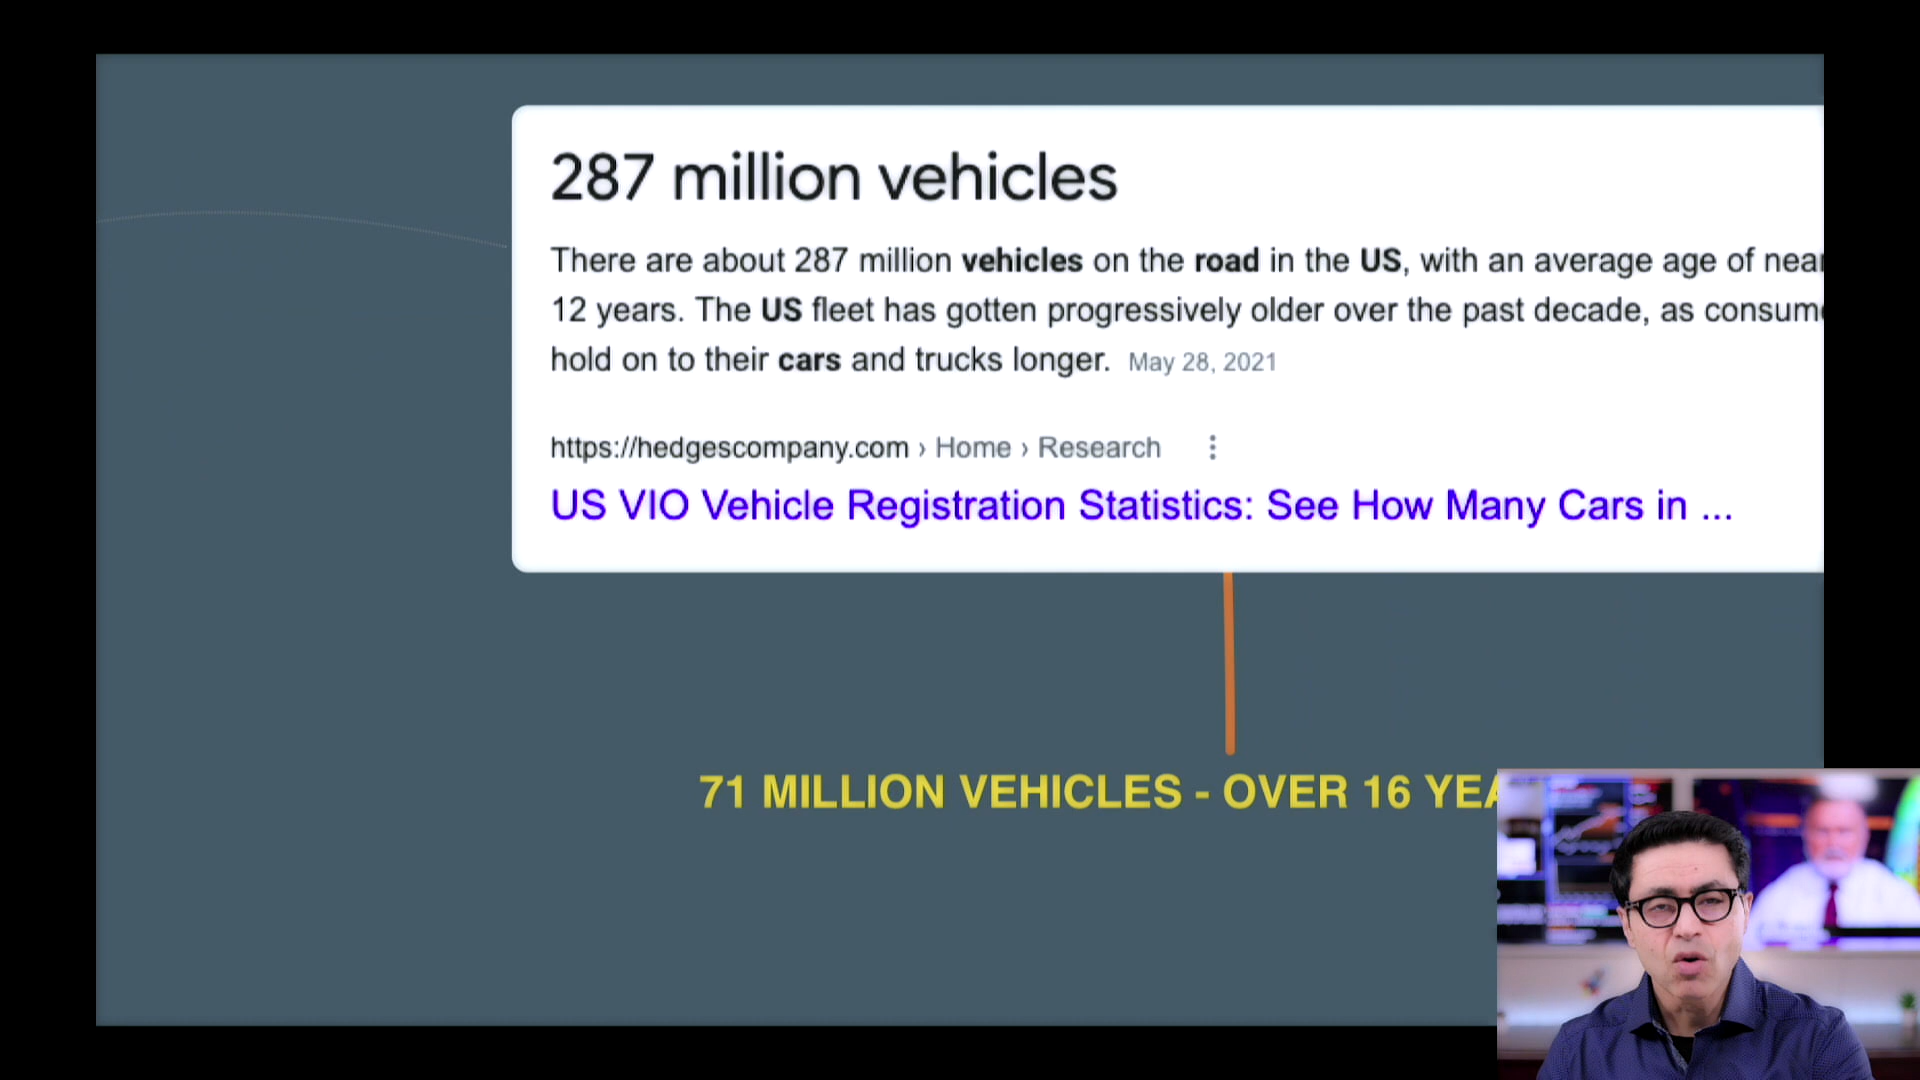 287 million vehicles
There are about 287 million vehicles on the road in the US, with an average age of
12 years. The US fleet has gotten progressively older over the past decade, as
hold on to their cars and trucks longer. May 28, 2021
https://hedgescompany.com › Home › Research
US VIO Vehicle Registration Statistics: See How Many Cars in ...
71 MILLION VEHICLES - OVER 16